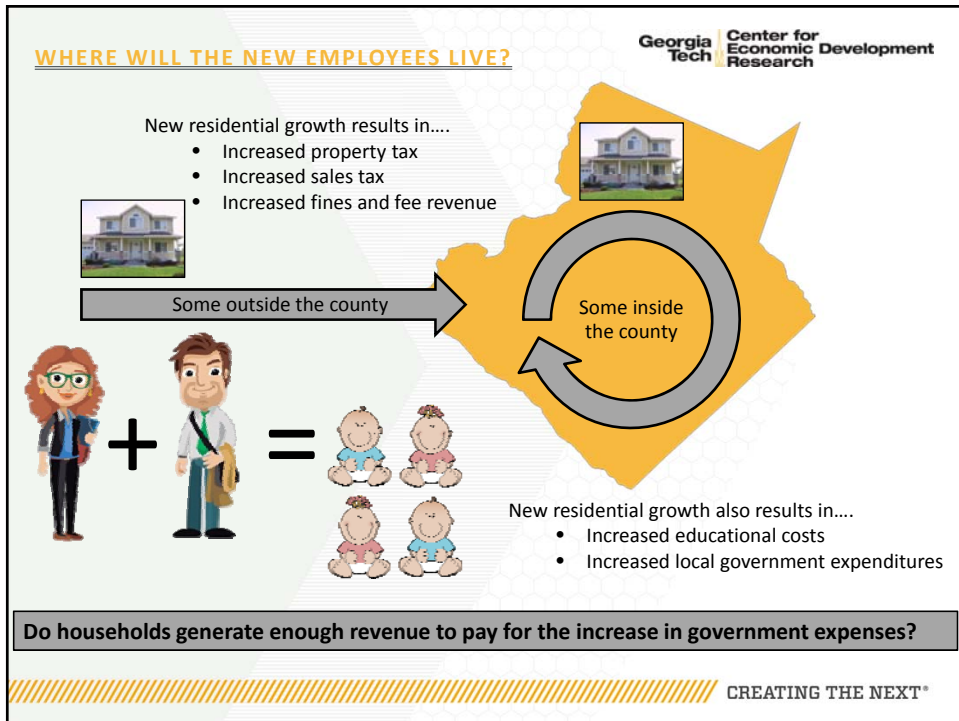 WHERE WILL THE NEW EMPLOYEES LIVE?
Georgia Tech
Center for
Economic Development
Research
New residential growth results in....
• Increased property tax
• Increased sales tax
• Increased fines and fee revenue
Some outside the county
Some inside
the county
+
=
New residential growth also results in....
• Increased educational costs
• Increased local government expenditures
Do households generate enough revenue to pay for the increase in government expenses?
CREATING THE NEXT®